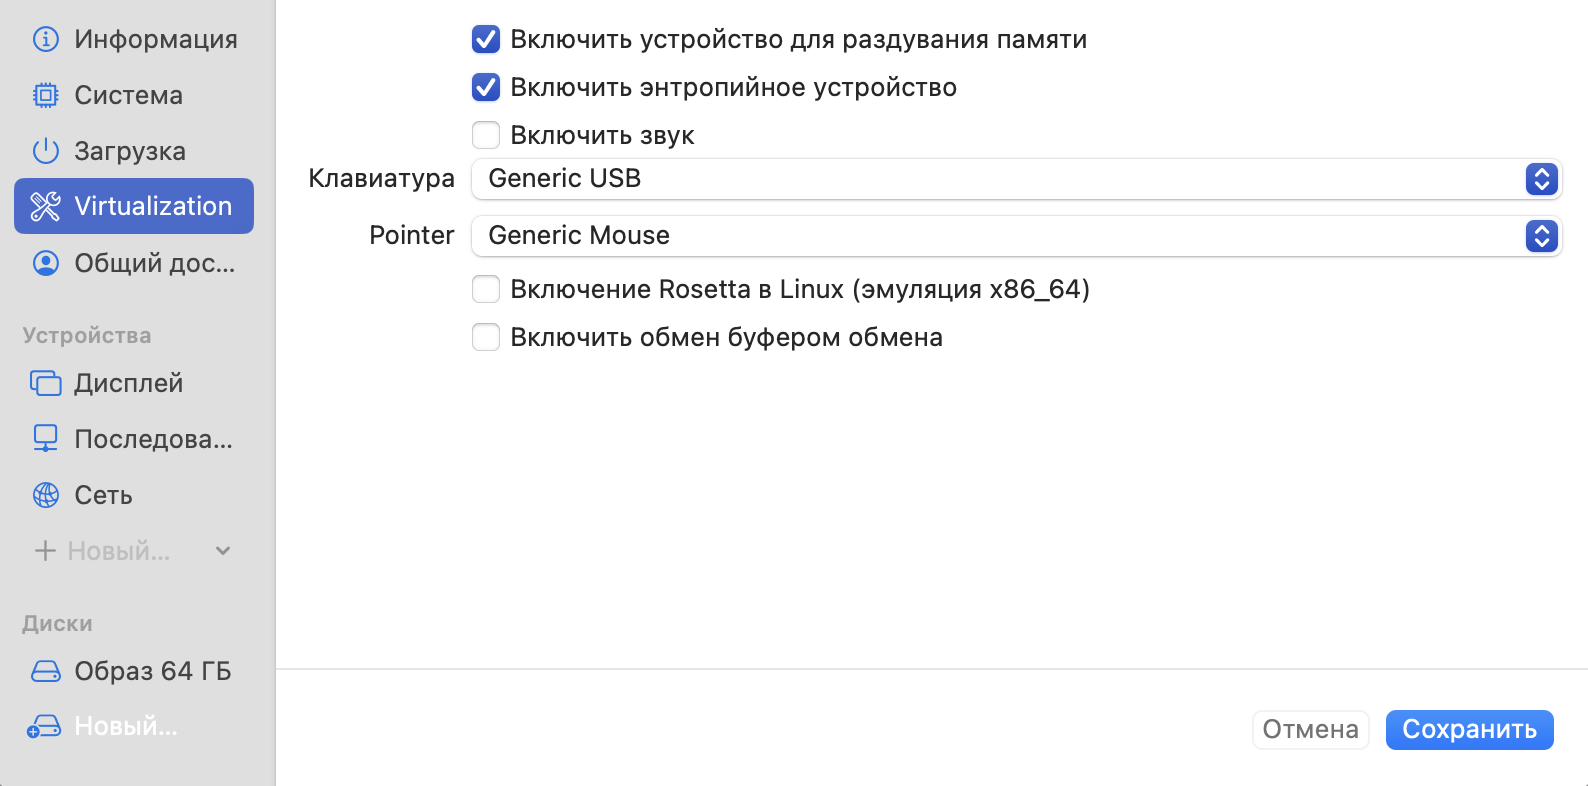 Информация
Система
Загрузка
Virtualization
Общий дос...
Устройства
Дисплей
Последова...
Сеть
Новый...
Диски
Образ 64 ГБ
Новый...
Включить устройство для раздувания памяти
Включить энтропийное устройство
Включить звук
Клавиатура Generic USB
Pointer Generic Mouse
Включение Rosetta в Linux (эмуляция x86_64)
Включить обмен буфером обмена
Отмена Сохранить